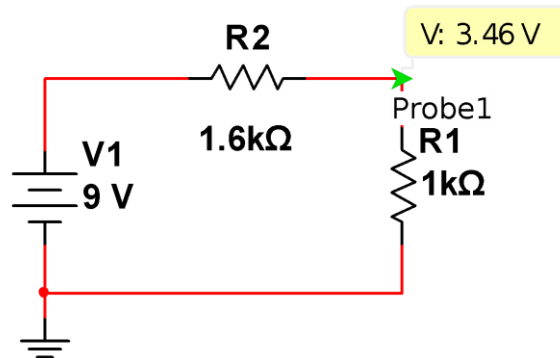 V: 3.46 V
R2
Probe1
1.6kΩ
R1
V1
1kΩ
9 V